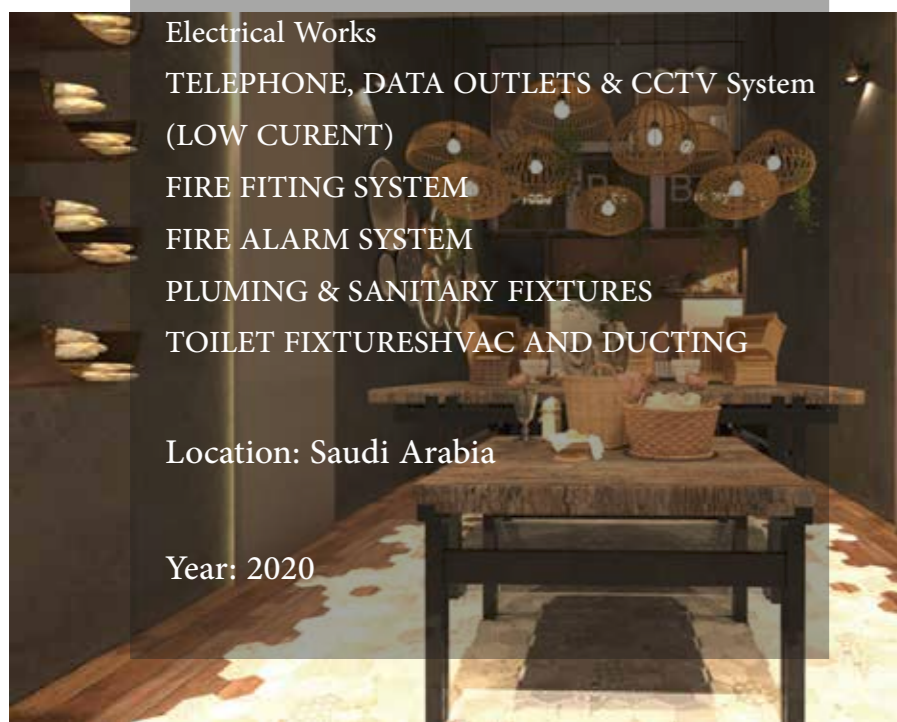 Electrical Works
TELEPHONE, DATA OUTLETS & CCTV System
(LOW CURENT)
FIRE FITING SYSTEM
FIRE ALARM SYSTEM
PLUMING & SANITARY FIXTURES
TOILET FIXTURESHVAC AND DUCTING
Location: Saudi Arabia
Year: 2020